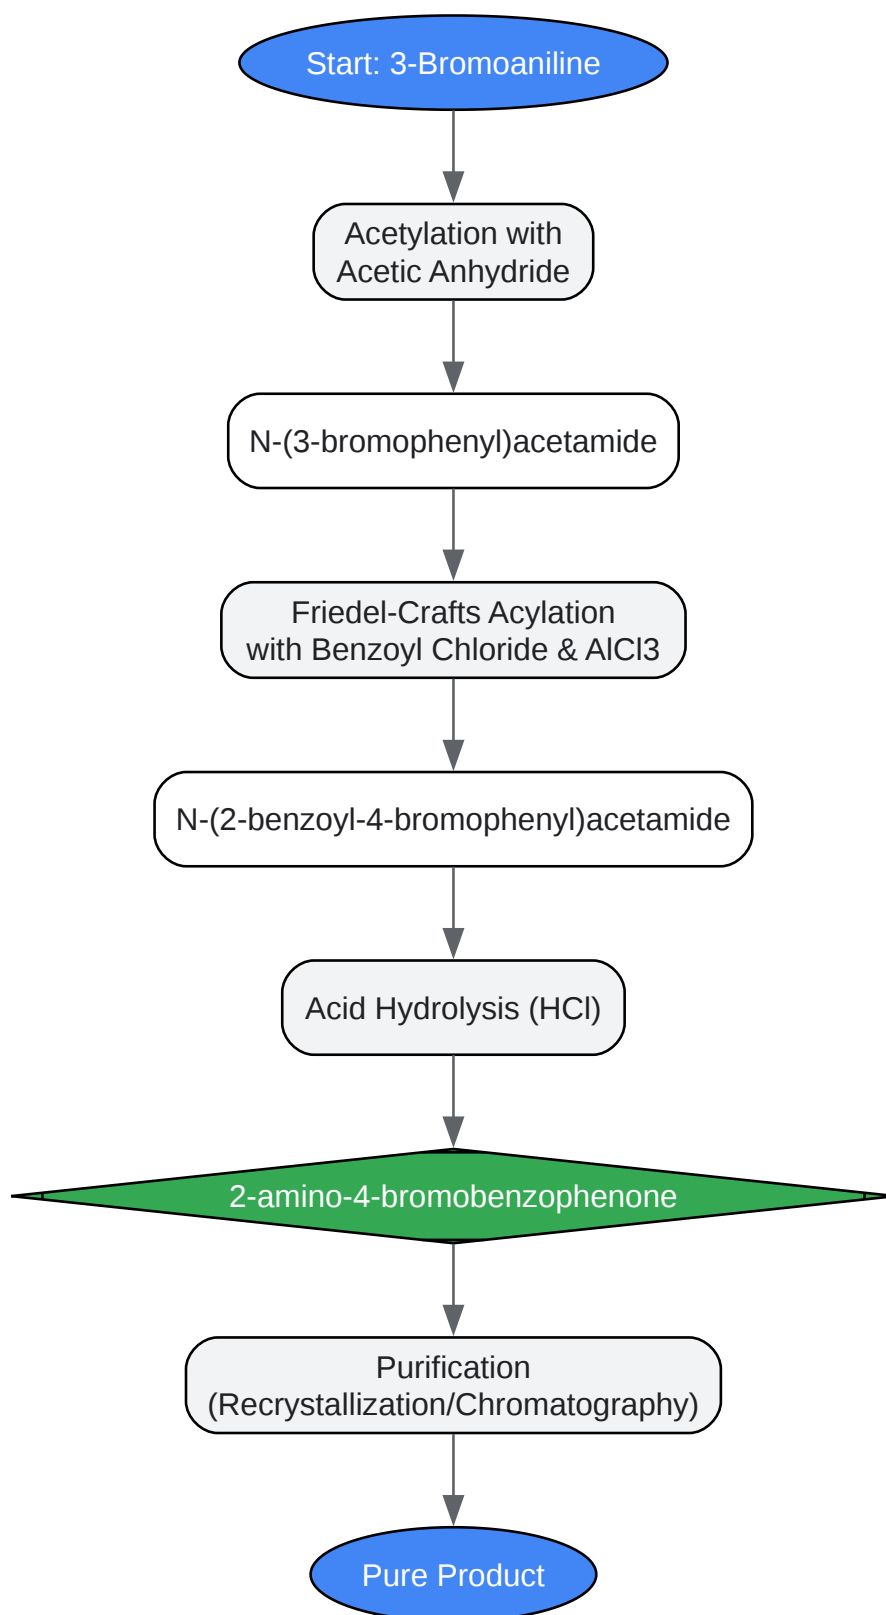 Start: 3-Bromoaniline
Acetylation with
Acetic Anhydride
N-(3-bromophenyl)acetamide
Friedel-Crafts Acylation
with Benzoyl Chloride & AlCl3
N-(2-benzoyl-4-bromophenyl)acetamide
Acid Hydrolysis (HCl)
2-amino-4-bromobenzophenone
Purification
(Recrystallization/Chromatography)
Pure Product